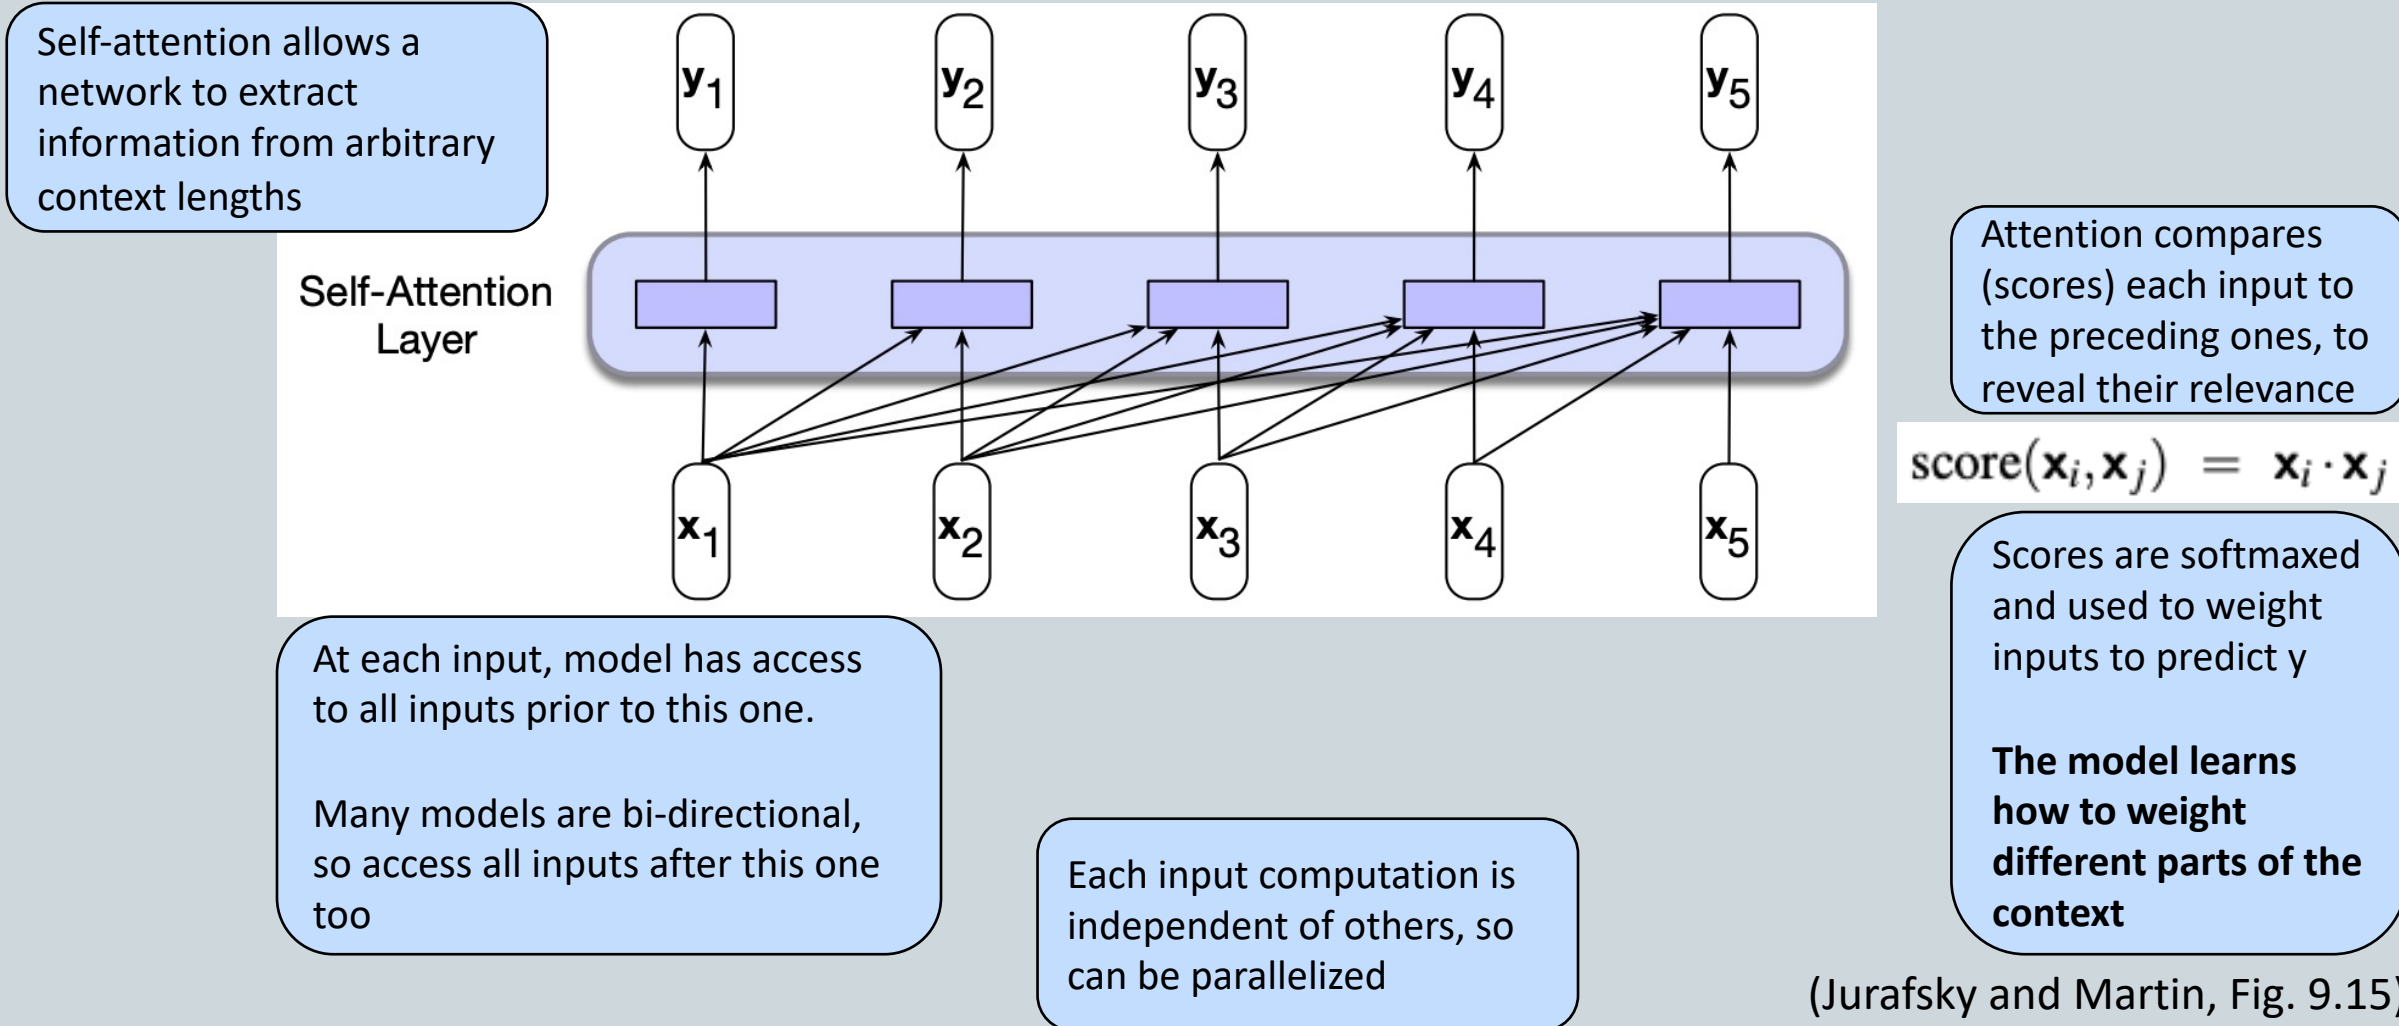 Self-attention allows a
network to extract
information from arbitrary
context lengths
y1 y2 y3 y4 y5
Self-Attention
Layer
x1 x2 x3 x4 x5
Attention compares
(scores) each input to
the preceding ones, to
reveal their relevance
score(xi, xj) = xi · xj
Scores are softmaxed
and used to weight
inputs to predict y
The model learns
how to weight
different parts of the
context
At each input, model has access
to all inputs prior to this one.
Many models are bi-directional,
so access all inputs after this one
too
Each input computation is
independent of others, so
can be parallelized
(Jurafsky and Martin, Fig. 9.15)